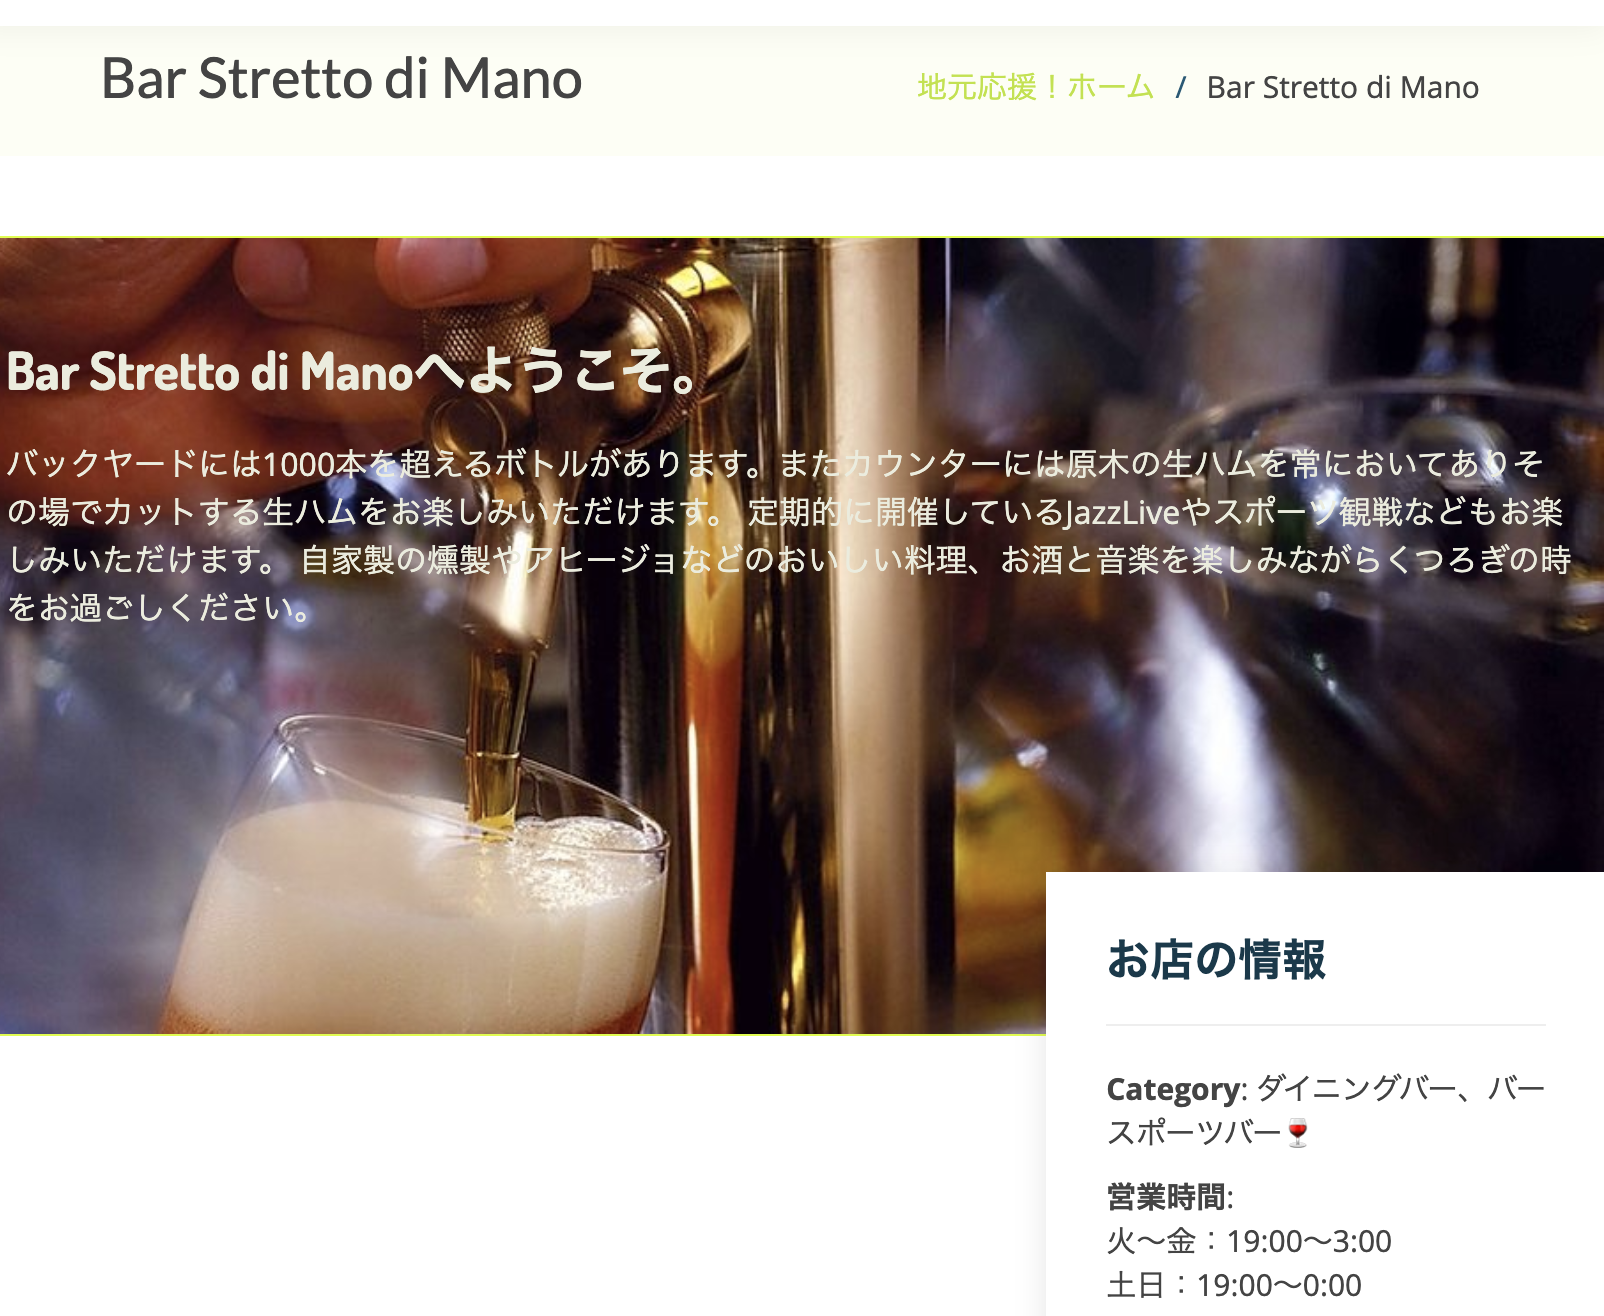 Bar Stretto di Mano
地元応援！ホーム / Bar Stretto di Mano
Bar Stretto di Manoへようこそ。
バックヤードには1000本を超えるボトルがあります。またカウンターには原木の生ハムを常においてありそ
の場でカットする生ハムをお楽しみいただけます。 定期的に開催しているJazzLiveやスポーツ観戦などもお楽
しみいただけます。 自家製の燻製やアヒージョなどのおいしい料理、お酒と音楽を楽しみながらくつろぎの時
をお過ごしください。
お店の情報
Category: ダイニングバー、バー
スポーツバー🍷
営業時間:
火〜金：19:00〜3:00
土日：19:00〜0:00